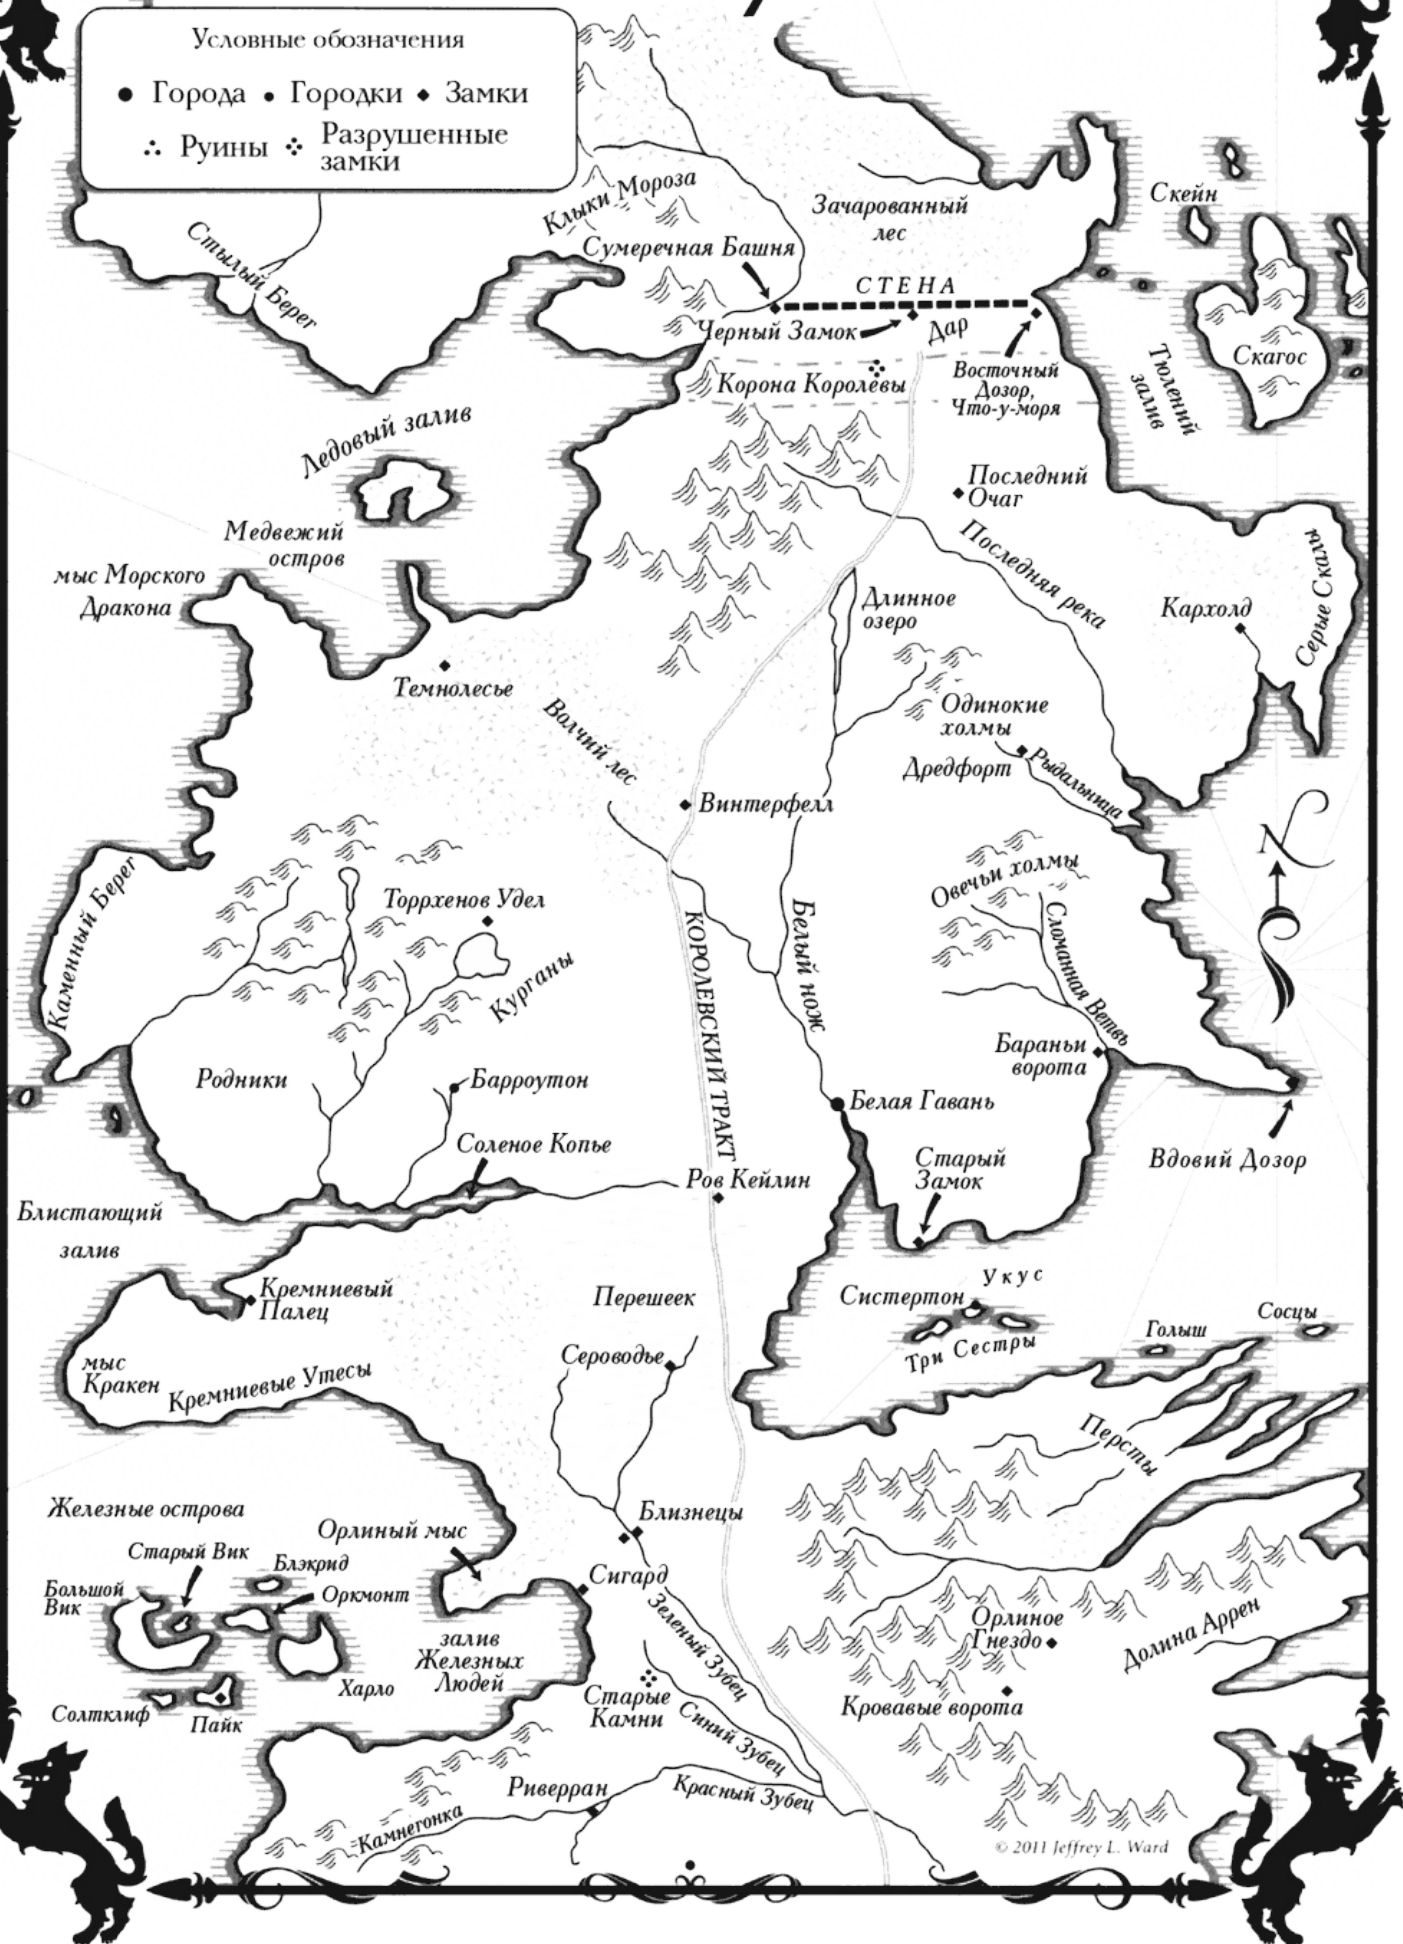 Условные обозначения
Города Городки Замки
Руины Разрушенные
замки
Клыки Мороза
Зачарованный
лес
Скейн
Стылый Берег
Сумеречная Башня
СТЕНА
Черный Замок
Дар
Корона Королевы
Восточный
Дозор,
Что-у-моря
Тюлений
залив
Скагос
Ледовый залив
Последний
Очаг
Медвежий
остров
Последняя река
мыс Морского
Дракона
Длинное
озеро
Кархолд
Серые Скалы
Темнолесье
Волчий лес
Одинокие
холмы
Дредфорт
Рыдальница
Винтерфелл
N
Каменный Берег
Овечьи холмы
Торрхенов Удел
КОРОЛЕВСКИЙ ТРАКТ
Белый нож
Сломанная Ветвь
Курганы
Бараньи
ворота
Родники
Барроутон
Белая Гавань
Соленое Копье
Старый
Замок
Вдовий Дозор
Ров Кейлин
Блистающий
залив
Кремниевый
Палец
Перешеек
Укус
Систертон
Три Сестры
Голыш
Сосцы
мыс
Кракен
Кремниевые Утесы
Сероводье
Персты
Железные острова
Близнецы
Орлиный мыс
Старый Вик
Блэкрид
Большой
Вик
Оркмонт
Сигард
Зеленый Зубец
Орлиное
Гнездо
Долина Аррен
залив
Железных
Людей
Харло
Солтклиф
Пайк
Старые
Камни
Синий Зубец
Кровавые ворота
Риверран
Красный Зубец
Камнегонка
© 2011 Jeffrey L. Ward